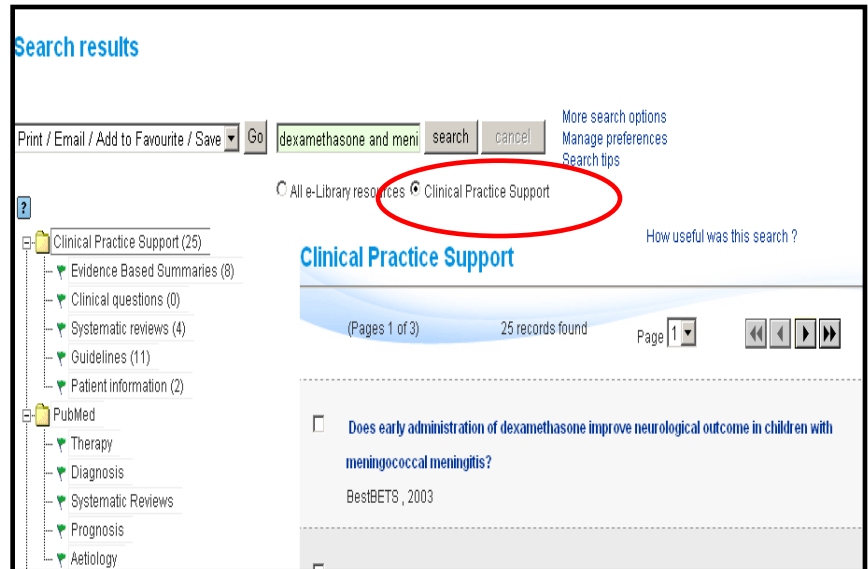 Search results
More search options
Print / Email / Add to Favourite / Save Go dexamethasone and meni search cancel Manage preferences
Search tips
All e-Library resources Clinical Practice Support
?
How useful was this search ?
Clinical Practice Support (25)
Clinical Practice Support
Evidence Based Summaries (8)
Clinical questions (0)
Systematic reviews (4)
(Pages 1 of 3) 25 records found Page 1
Guidelines (11)
Patient information (2)
PubMed
Therapy
Diagnosis
Systematic Reviews
Prognosis
Aetiology
Does early administration of dexamethasone improve neurological outcome in children with
meningococcal meningitis?
BestBETS , 2003